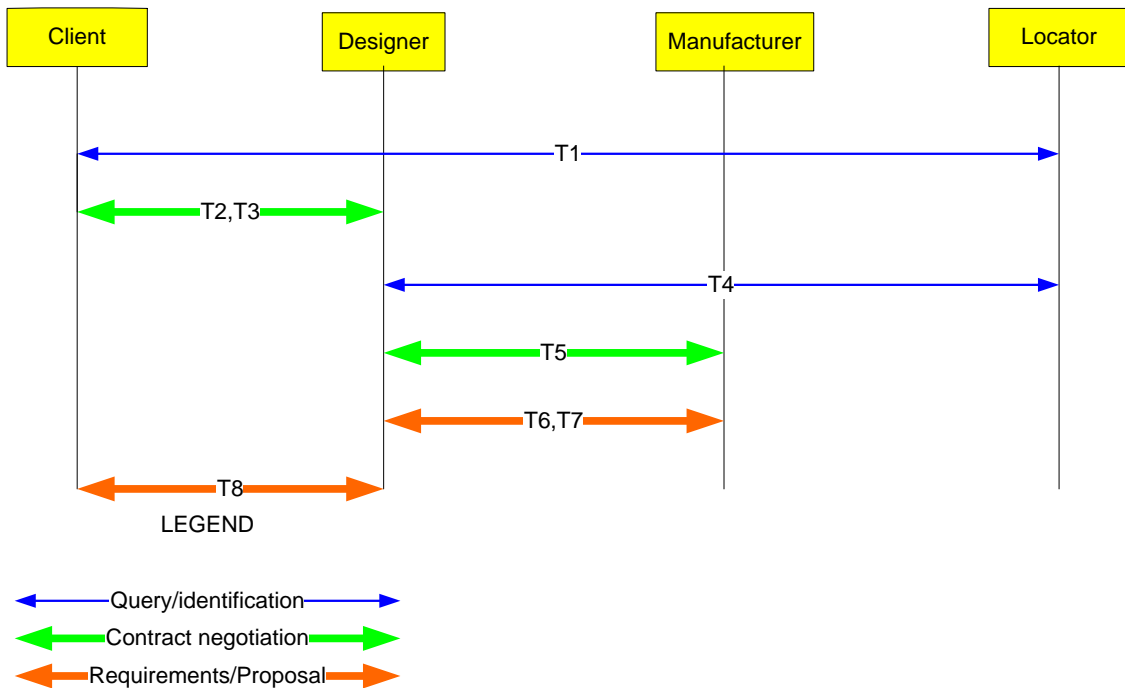 Client
Designer
Manufacturer
Locator
T1
T2,T3
T4
T5
T6,T7
T8
LEGEND
Query/identification
Contract negotiation
Requirements/Proposal